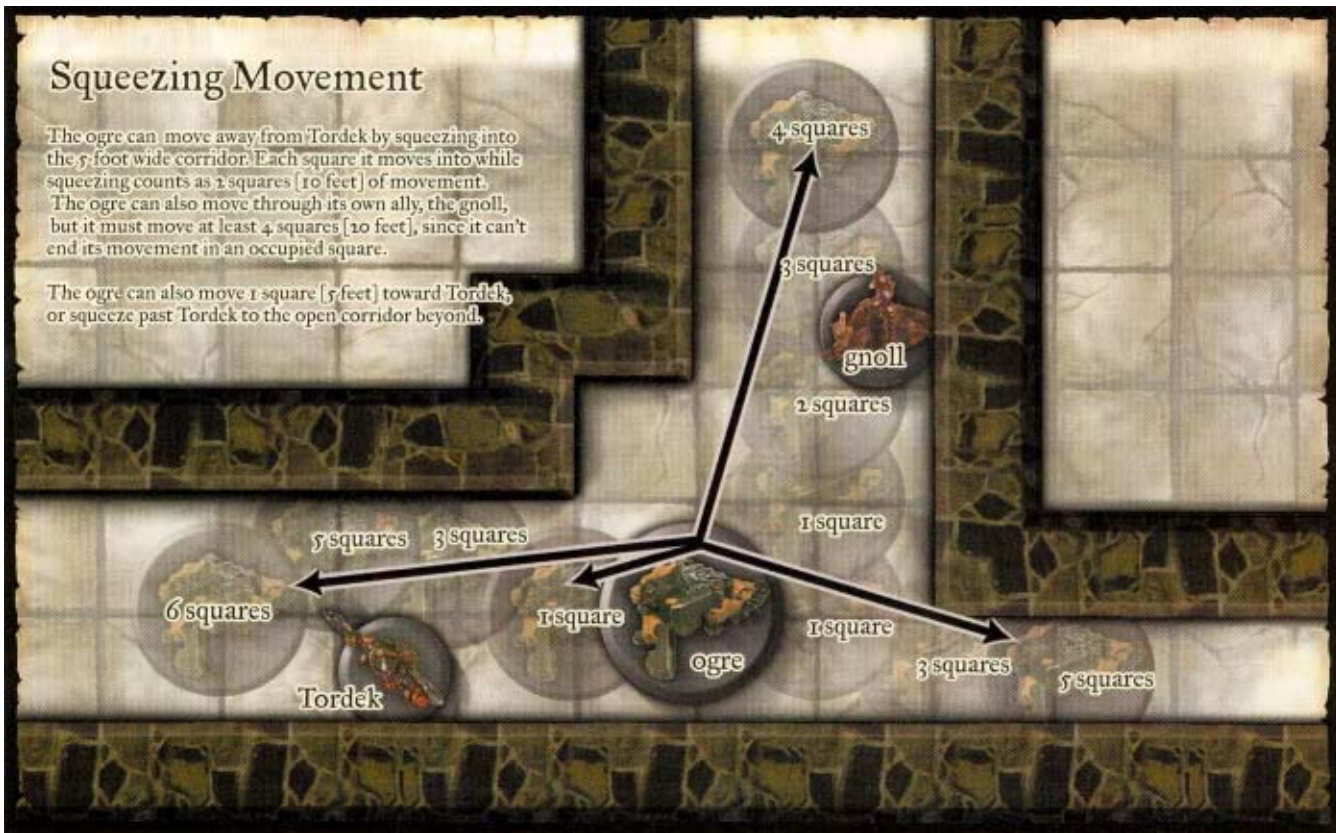 Squeezing Movement
The ogre can move away from Tordek by squeezing into
the 5-foot wide corridor. Each square it moves into while
squeezing counts as 2 squares [10 feet] of movement.
The ogre can also move through its own ally, the gnoll,
but it must move at least 4 squares [20 feet], since it can't
end its movement in an occupied square.
The ogre can also move 1 square [5 feet] toward Tordek,
or squeeze past Tordek to the open corridor beyond.
4 squares
3 squares
gnoll
2 squares
1 square
5 squares
3 squares
6 squares
1 square
ogre
1 square
3 squares
5 squares
Tordek